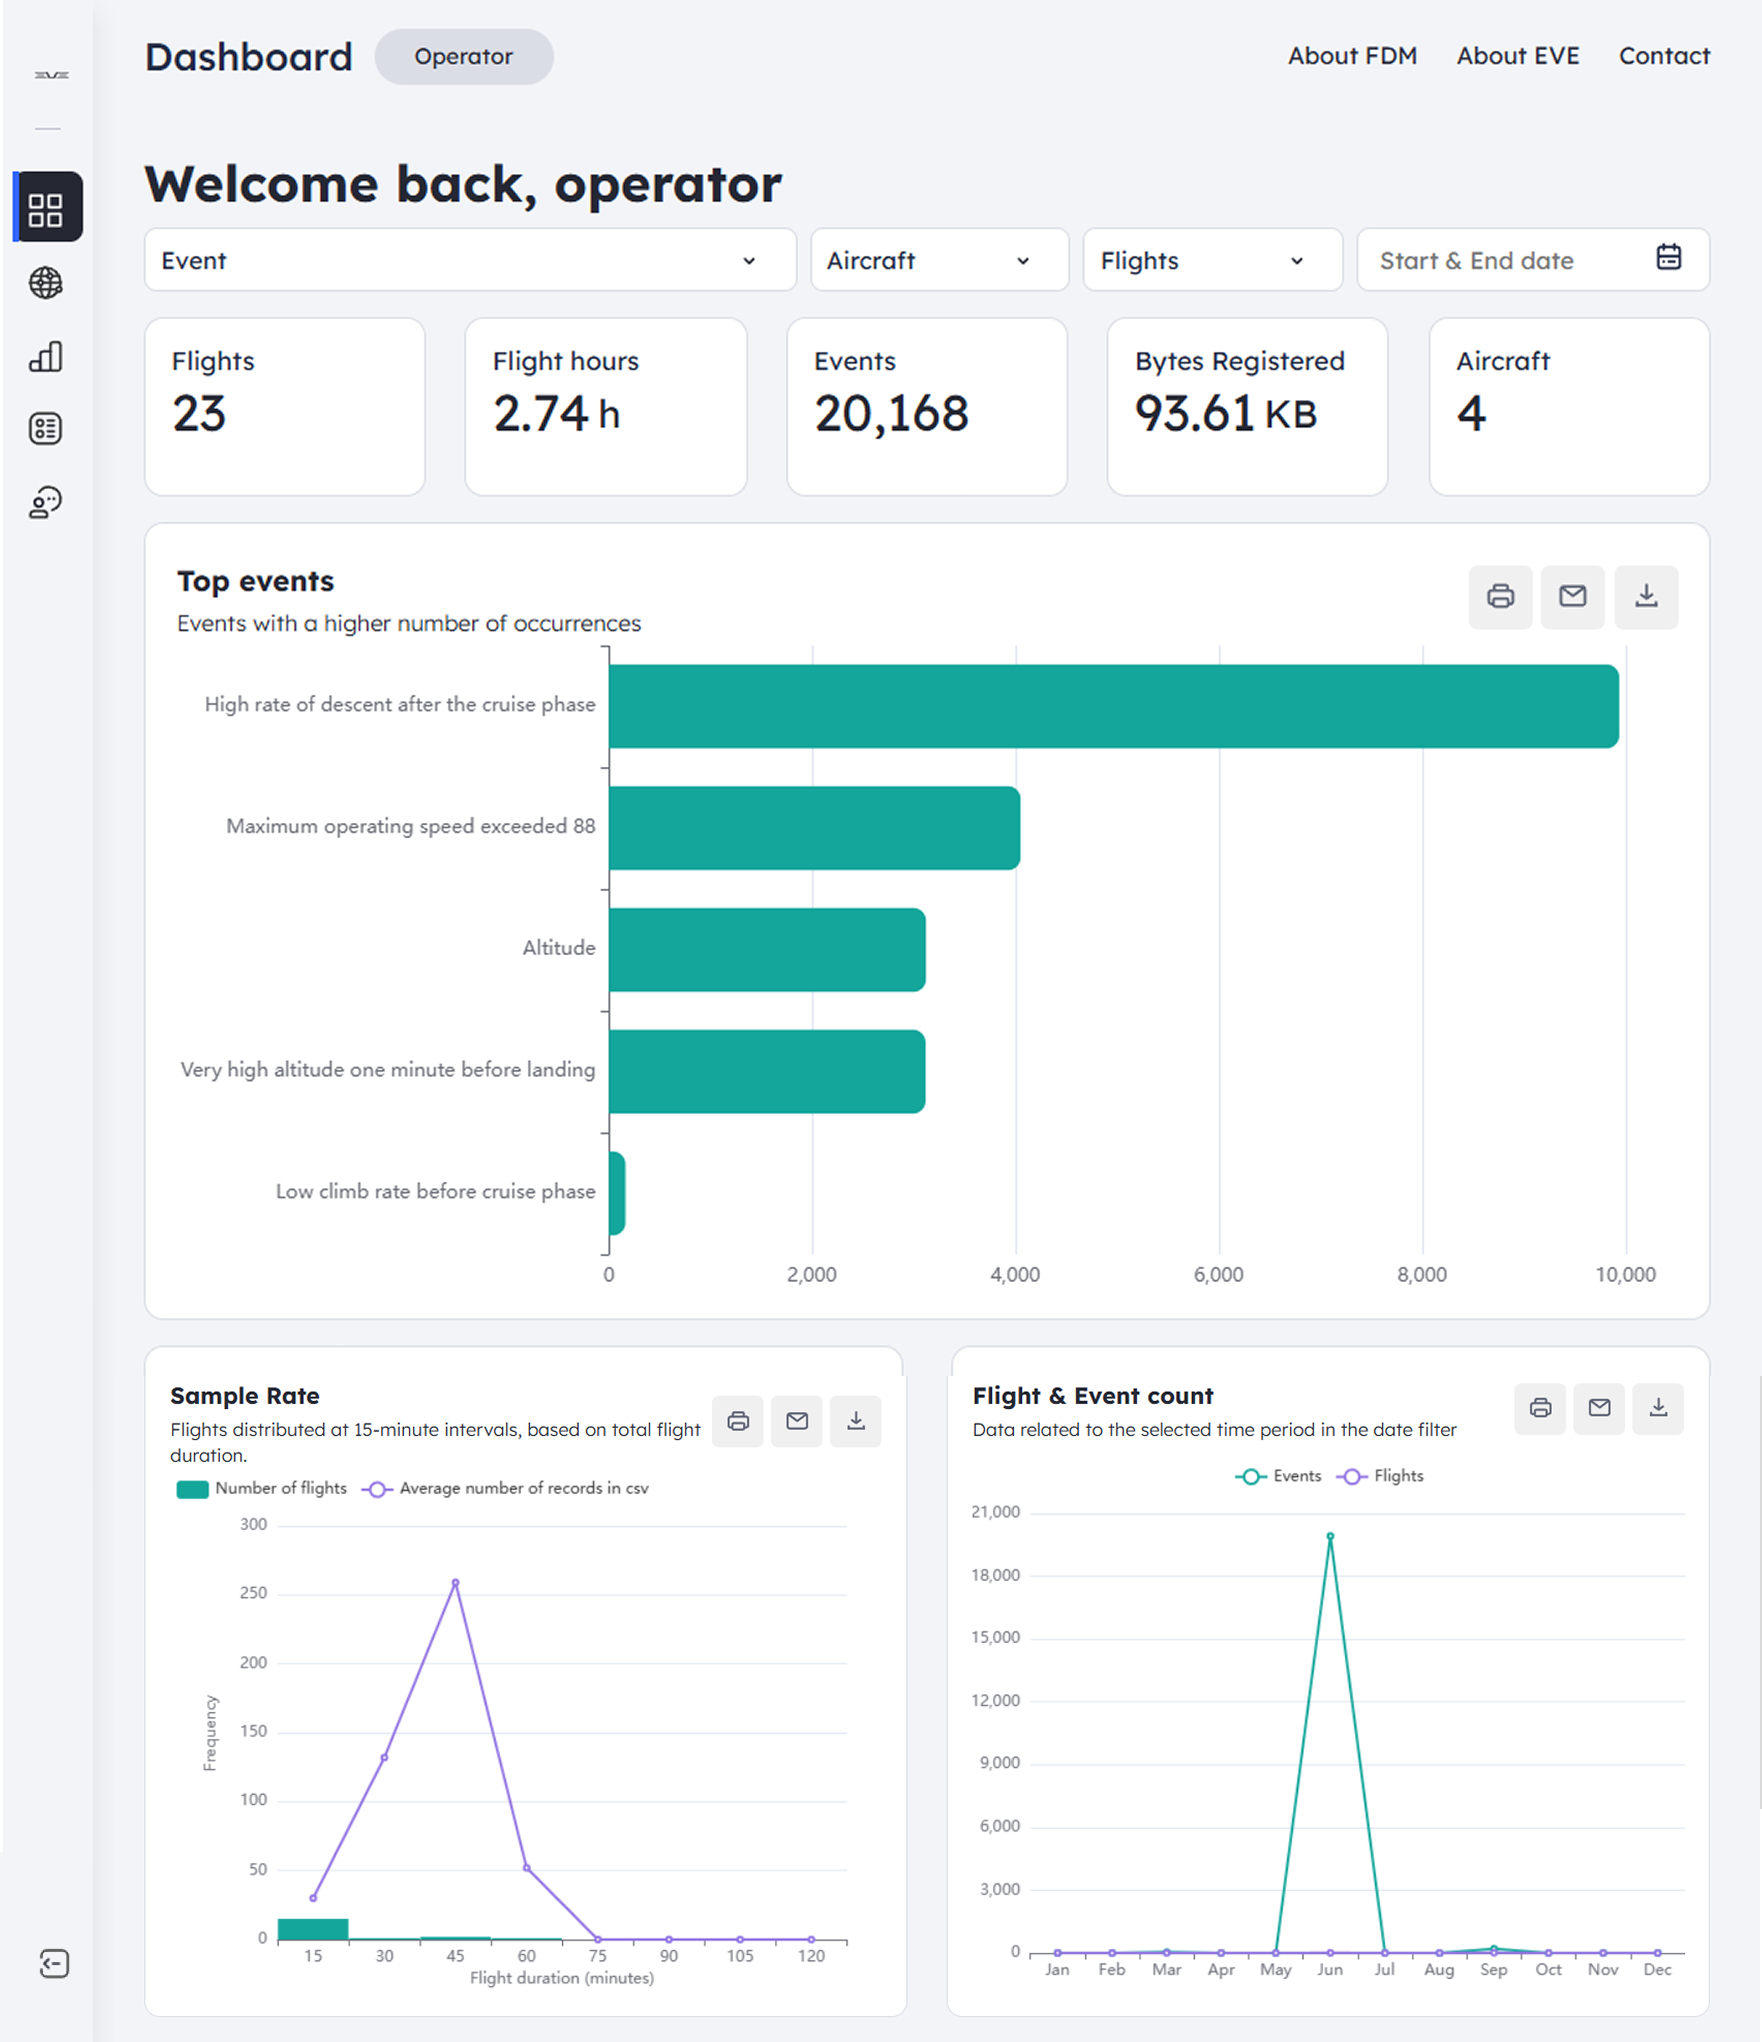 EVE
Dashboard
Operator
About FDM
About EVE
Contact
Welcome back, operator
Event
Aircraft
Flights
Start & End date
Flights
23
Flight hours
2.74 h
Events
20,168
Bytes Registered
93.61 KB
Aircraft
4
Top events
Events with a higher number of occurrences
High rate of descent after the cruise phase
Maximum operating speed exceeded 88
Altitude
Very high altitude one minute before landing
Low climb rate before cruise phase
0
2,000
4,000
6,000
8,000
10,000
Sample Rate
Flights distributed at 15-minute intervals, based on total flight
duration.
Number of flights
Average number of records in csv
300
250
200
150
100
50
0
Frequency
15
30
45
60
75
90
105
120
Flight duration (minutes)
Flight & Event count
Data related to the selected time period in the date filter
Events
Flights
21,000
18,000
15,000
12,000
9,000
6,000
3,000
0
Jan
Feb
Mar
Apr
May
Jun
Jul
Aug
Sep
Oct
Nov
Dec